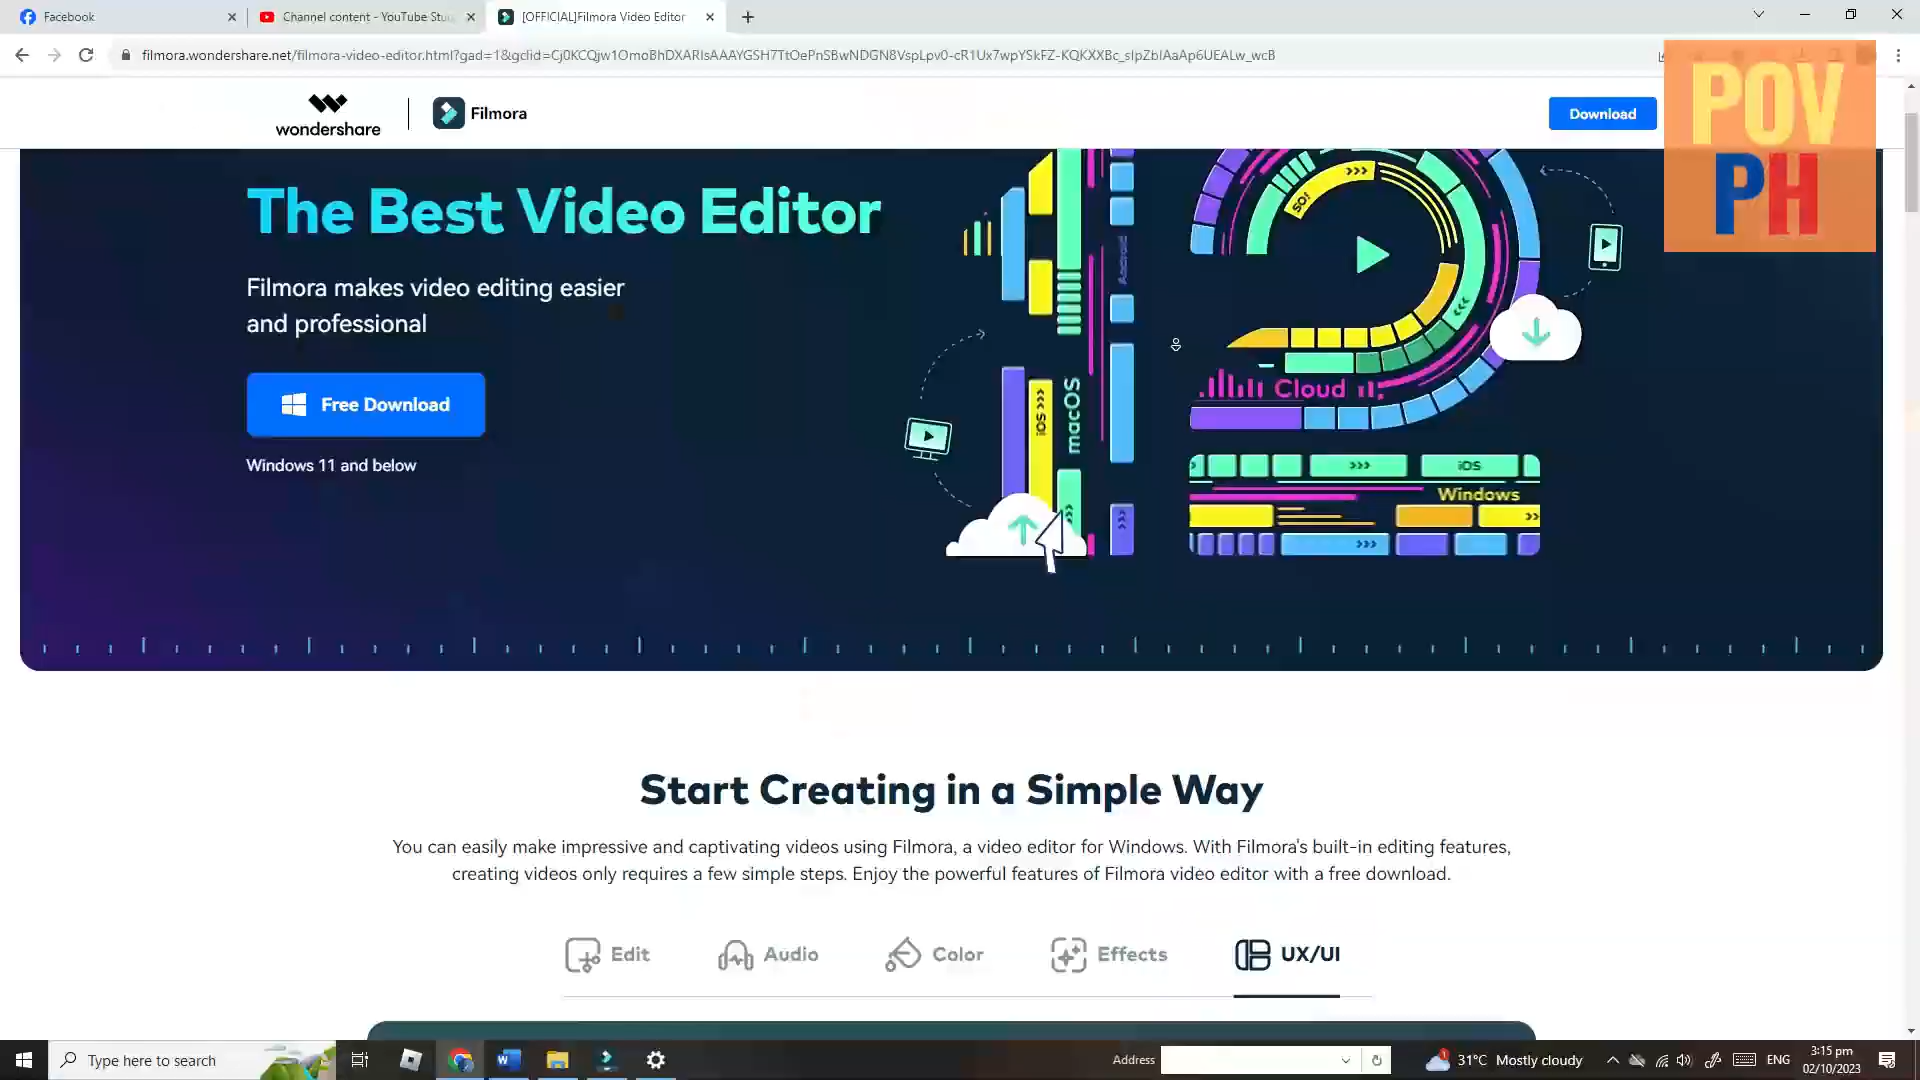 Facebook
Channel content - YouTube Stu
[OFFICIAL]Filmora Video Editor
filmora.wondershare.net/filmora-video-editor.html?gad=1&gclid=Cj0KCQjw1OmoBhDXARIsAAAYGSH7TtOePnSBwNDGN8VspLpv0-cR1Ux7wpYSkFZ-KQKXXBc_sIpZbIAaAp6UEALw_wcB
wondershare
Filmora
Download
POV
PH
The Best Video Editor
Filmora makes video editing easier
and professional
Free Download
Windows 11 and below
SO!
Android
iOS
macOS
Cloud
iOS
Windows
Start Creating in a Simple Way
You can easily make impressive and captivating videos using Filmora, a video editor for Windows. With Filmora's built-in editing features,
creating videos only requires a few simple steps. Enjoy the powerful features of Filmora video editor with a free download.
Edit
Audio
Color
Effects
UX/UI
Type here to search
Address
1
31°C Mostly cloudy
ENG
3:15 pm
02/10/2023